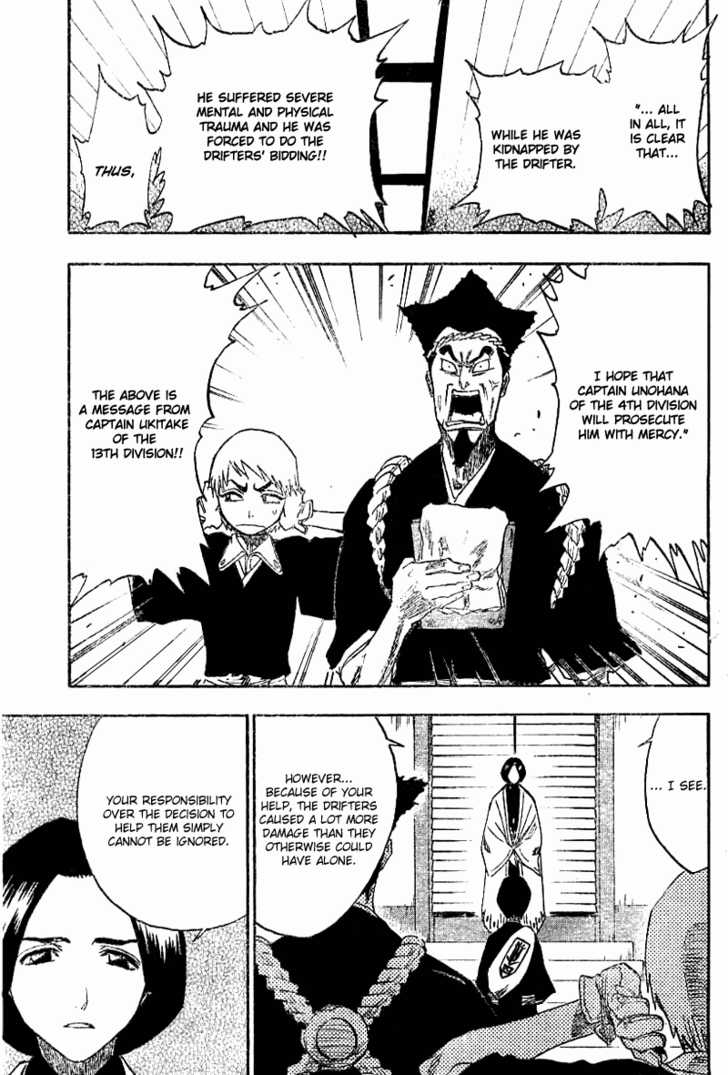 "... ALL
IN ALL, IT
IS CLEAR
THAT...
WHILE HE WAS
KIDNAPPED BY
THE DRIFTER.
HE SUFFERED SEVERE
MENTAL AND PHYSICAL
TRAUMA AND HE WAS
FORCED TO DO THE
DRIFTERS' BIDDING!!
THUS,
I HOPE THAT
CAPTAIN UNOHANA
OF THE 4TH DIVISION
WILL PROSECUTE
HIM WITH MERCY."
THE ABOVE IS
A MESSAGE FROM
CAPTAIN UKITAKE
OF THE
13TH DIVISION!!
... I SEE.
HOWEVER...
BECAUSE OF YOUR
HELP, THE DRIFTERS
CAUSED A LOT MORE
DAMAGE THAN THEY
OTHERWISE COULD
HAVE ALONE.
YOUR RESPONSIBILITY
OVER THE DECISION TO
HELP THEM SIMPLY
CANNOT BE IGNORED.